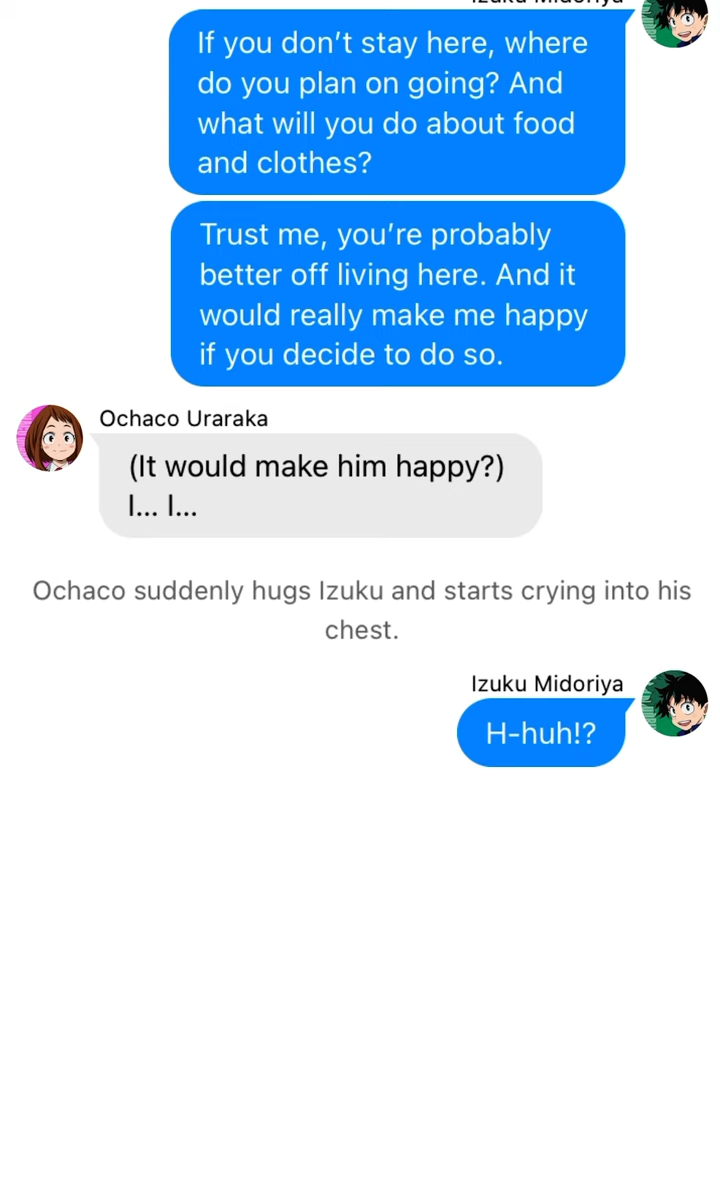 Izuku Midoriya
If you don’t stay here, where
do you plan on going? And
what will you do about food
and clothes?
Trust me, you’re probably
better off living here. And it
would really make me happy
if you decide to do so.
Ochaco Uraraka
(It would make him happy?)
I... I...
Ochaco suddenly hugs Izuku and starts crying into his
chest.
Izuku Midoriya
H-huh!?